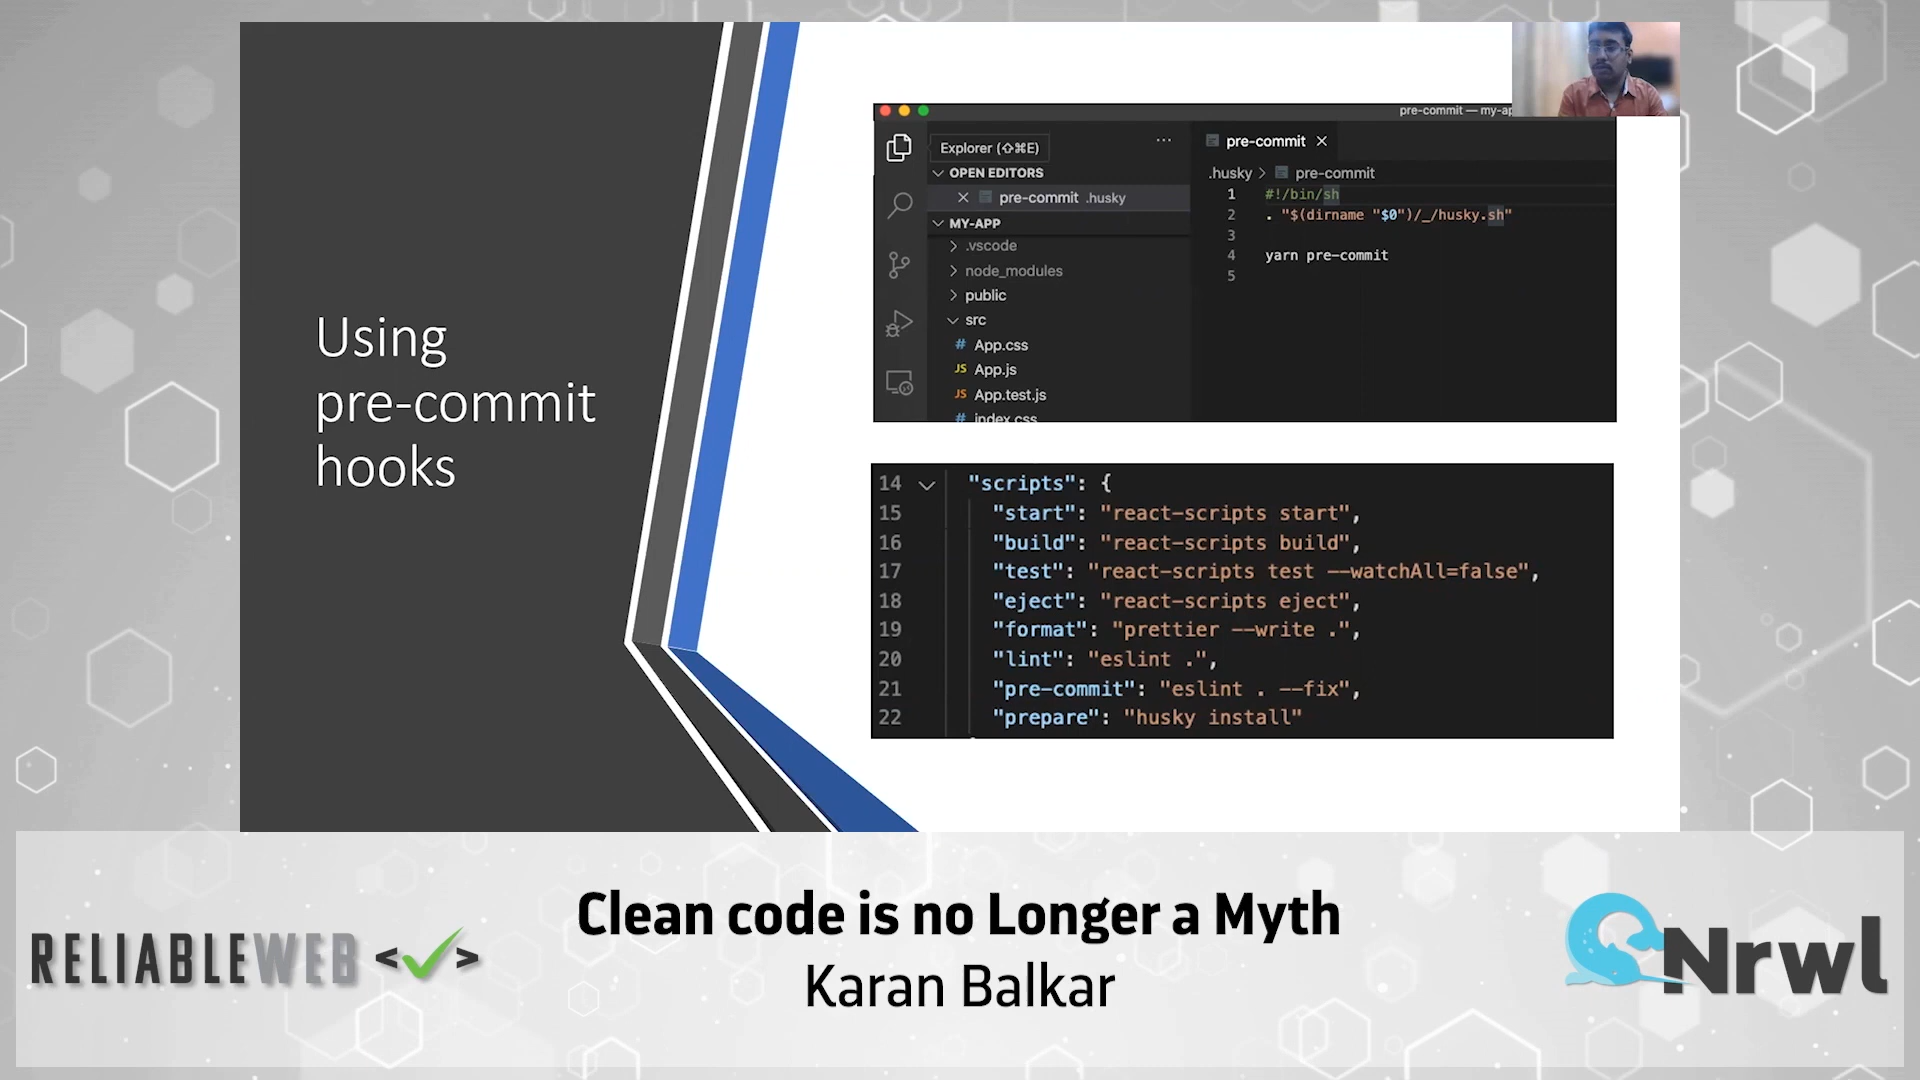 Using
pre-commit
hooks
pre-commit — my-ap
Explorer (⇧⌘E)
···
OPEN EDITORS
pre-commit .husky
MY-APP
.vscode
node_modules
public
src
# App.css
JS App.js
JS App.test.js
# index.css
pre-commit
.husky > pre-commit
1 #!/bin/sh
2 . "$(dirname "$0")/_/husky.sh"
3
4 yarn pre-commit
5
14 "scripts": {
15 "start": "react-scripts start",
16 "build": "react-scripts build",
17 "test": "react-scripts test --watchAll=false",
18 "eject": "react-scripts eject",
19 "format": "prettier --write .",
20 "lint": "eslint .",
21 "pre-commit": "eslint . --fix",
22 "prepare": "husky install"
RELIABLEWEB < >
Clean code is no Longer a Myth
Karan Balkar
Nrwl